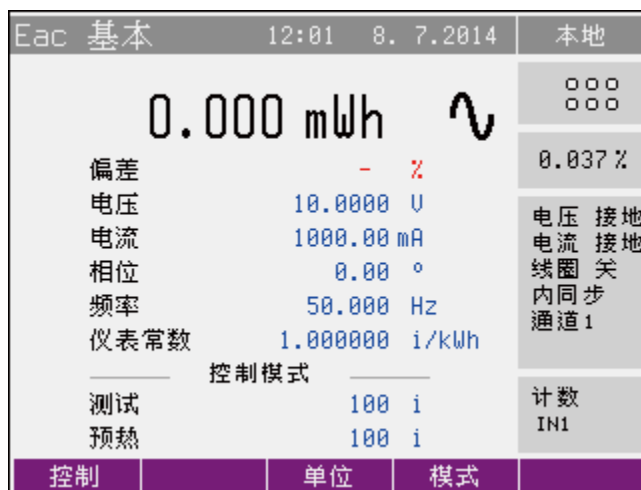 Eac 基本 12:01 8. 7.2014 本地
0.000 mWh
0.037 %
偏差 - %
电压 10.0000 V
电流 1000.00 mA
相位 0.00 °
频率 50.000 Hz
仪表常数 1.000000 i/kWh
控制模式
测试 100 i
预热 100 i
电压 接地
电流 接地
线圈 关
内同步
通道1
计数
IN1
控制 单位 模式